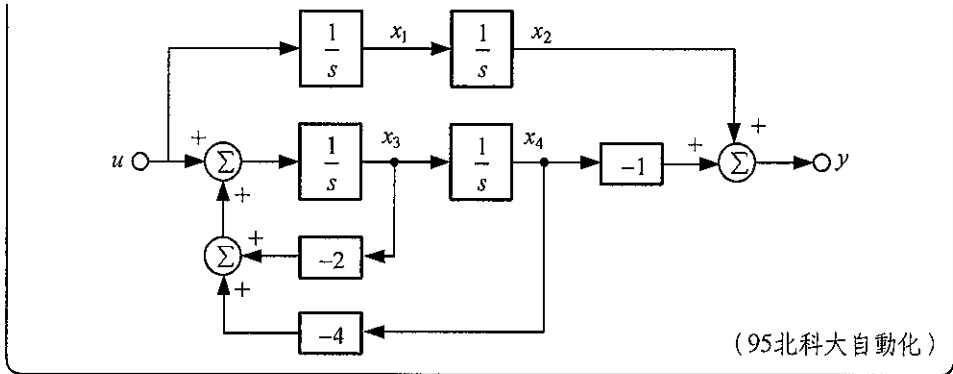 1/s x₁ 1/s x₂
+
u + Σ 1/s x₃ 1/s x₄ −1 + Σ y
+
Σ + −2
+
−4
(95北科大自動化)